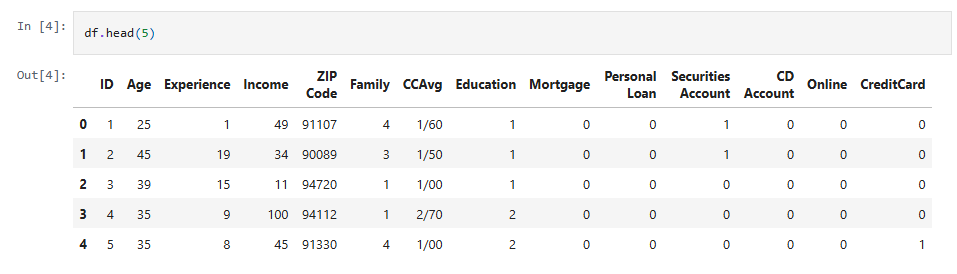 In [4]: df.head(5)
Out[4]:
ID Age Experience Income ZIP Code Family CCAvg Education Mortgage Personal Loan Securities Account CD Account Online CreditCard
0 1 25 1 49 91107 4 1/60 1 0 0 1 0 0 0
1 2 45 19 34 90089 3 1/50 1 0 0 1 0 0 0
2 3 39 15 11 94720 1 1/00 1 0 0 0 0 0 0
3 4 35 9 100 94112 1 2/70 2 0 0 0 0 0 0
4 5 35 8 45 91330 4 1/00 2 0 0 0 0 0 1